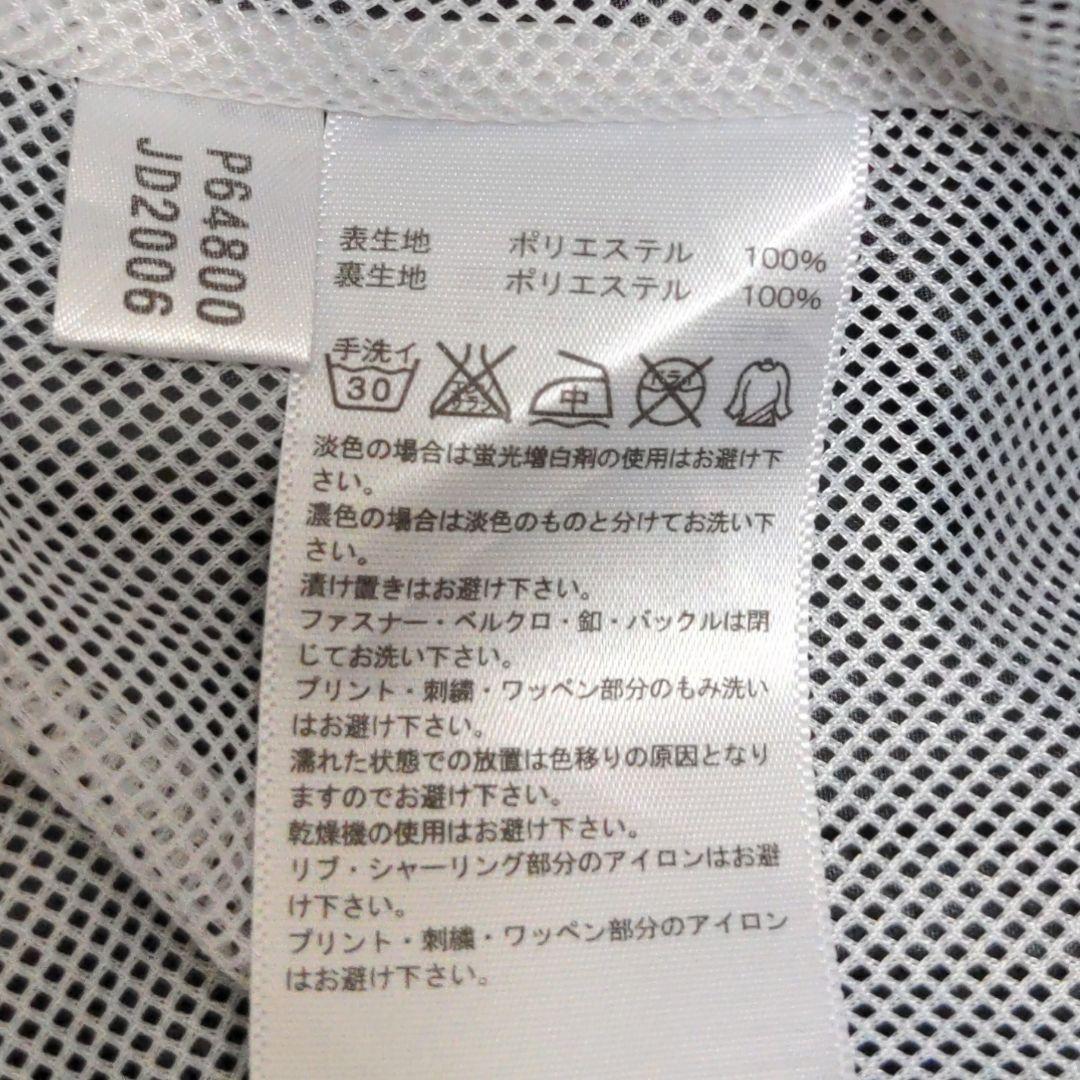 P64800
JD2006
表生地 ポリエステル 100%
裏生地 ポリエステル 100%
手洗イ
30
エンソ
サラシ
中
ドライ
淡色の場合は蛍光増白剤の使用はお避け下
さい。
濃色の場合は淡色のものと分けてお洗い下
さい。
漬け置きはお避け下さい。
ファスナー・ベルクロ・釦・バックルは閉
じてお洗い下さい。
プリント・刺繍・ワッペン部分のもみ洗い
はお避け下さい。
濡れた状態での放置は色移りの原因となり
ますのでお避け下さい。
乾燥機の使用はお避け下さい。
リブ・シャーリング部分のアイロンはお避
け下さい。
プリント・刺繍・ワッペン部分のアイロン
はお避け下さい。